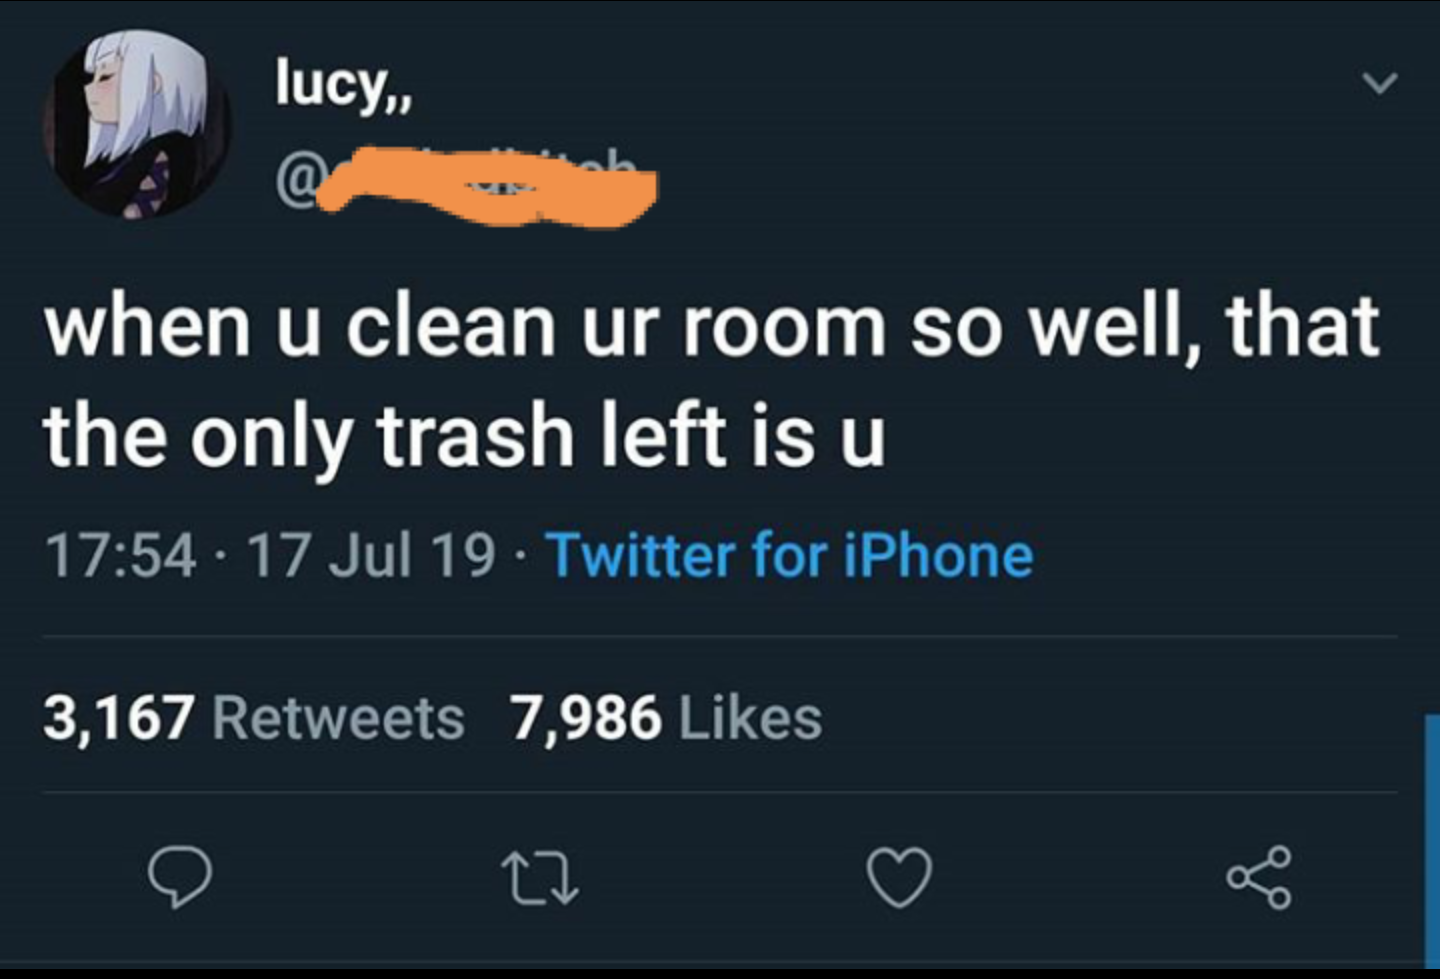 lucy,,
@
when u clean ur room so well, that
the only trash left is u
17:54 · 17 Jul 19 · Twitter for iPhone
3,167 Retweets 7,986 Likes